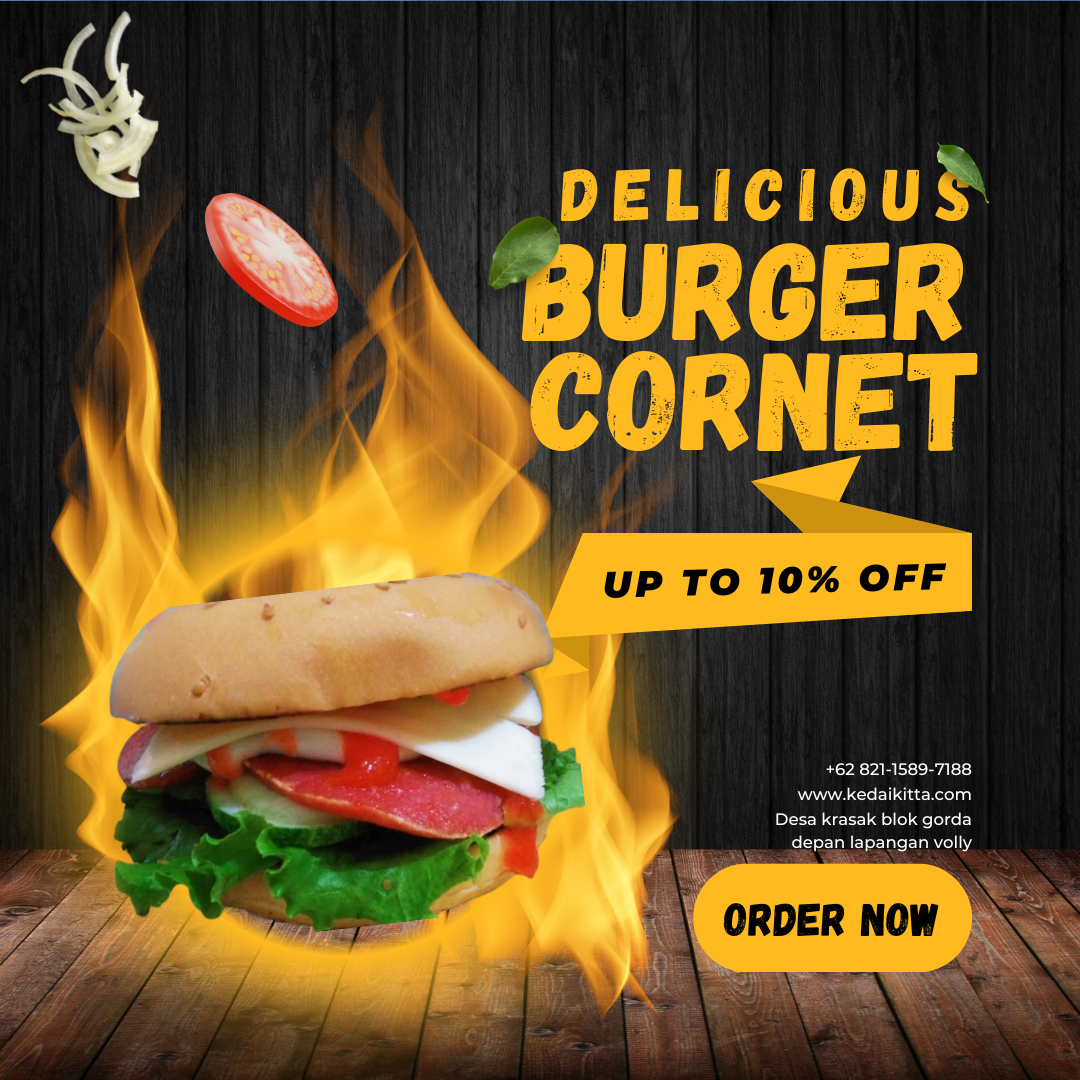 DELICIOUS
BURGER
CORNET
UP TO 10% OFF
+62 821-1589-7188
www.kedaikitta.com
Desa krasak blok gorda
depan lapangan volly
ORDER NOW